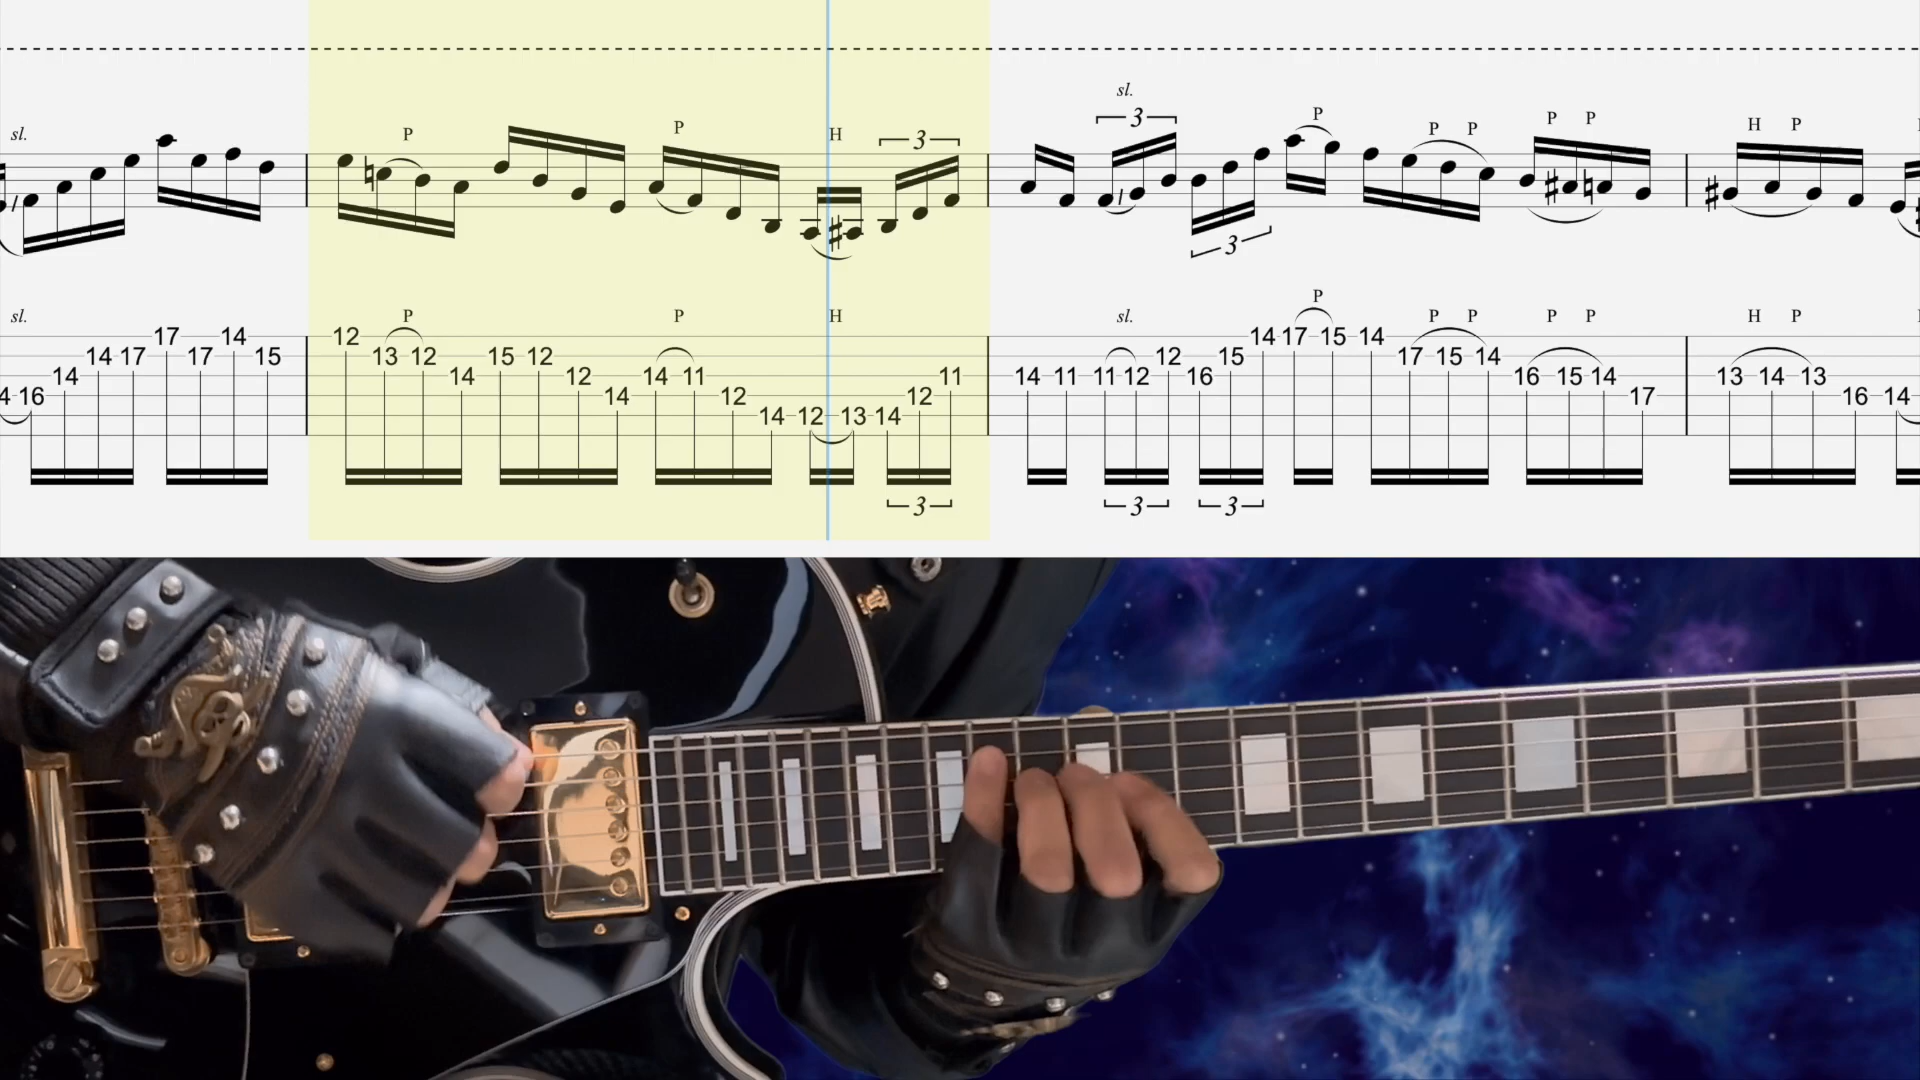 sl. P P H 3 sl. 3 3 P P P P P H P
sl. P P H sl. P P P P P H P
17 14 12 14 17 15 14
14 17 17 15 13 12 15 12 12 15 17 15 14
14 14 12 14 11 11 14 11 11 12 16 16 15 14 13 14 13
4 16 14 12 12 17 16 14
14 12 13 14
3 3 3